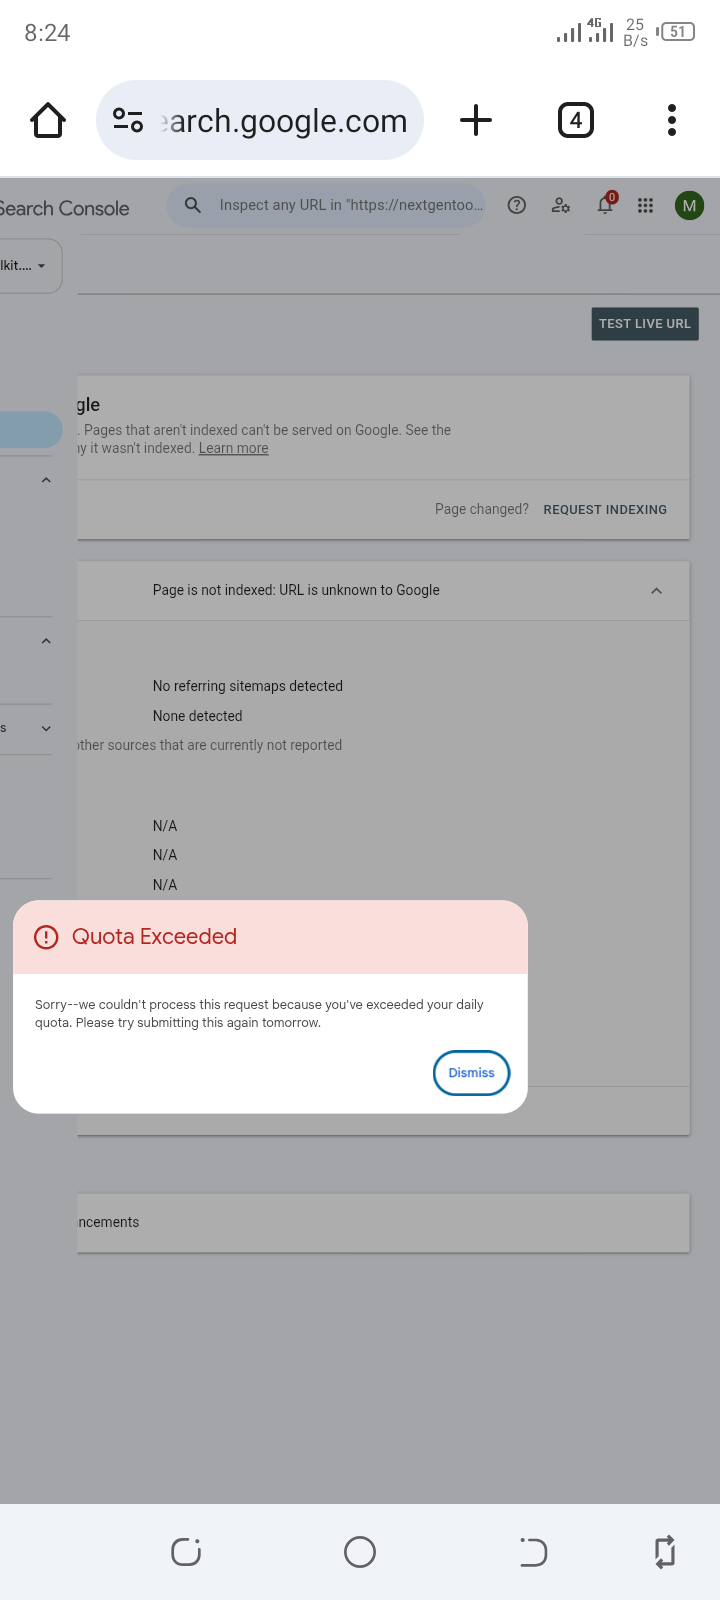 8:24
4G
25
B/s
51
arch.google.com
4
Search Console
Inspect any URL in "https://nextgentoo...
0
M
lkit....
TEST LIVE URL
gle
. Pages that aren't indexed can't be served on Google. See the
y it wasn't indexed. Learn more
Page changed? REQUEST INDEXING
Page is not indexed: URL is unknown to Google
No referring sitemaps detected
None detected
s
other sources that are currently not reported
N/A
N/A
N/A
Quota Exceeded
Sorry--we couldn't process this request because you've exceeded your daily
quota. Please try submitting this again tomorrow.
Dismiss
ncements